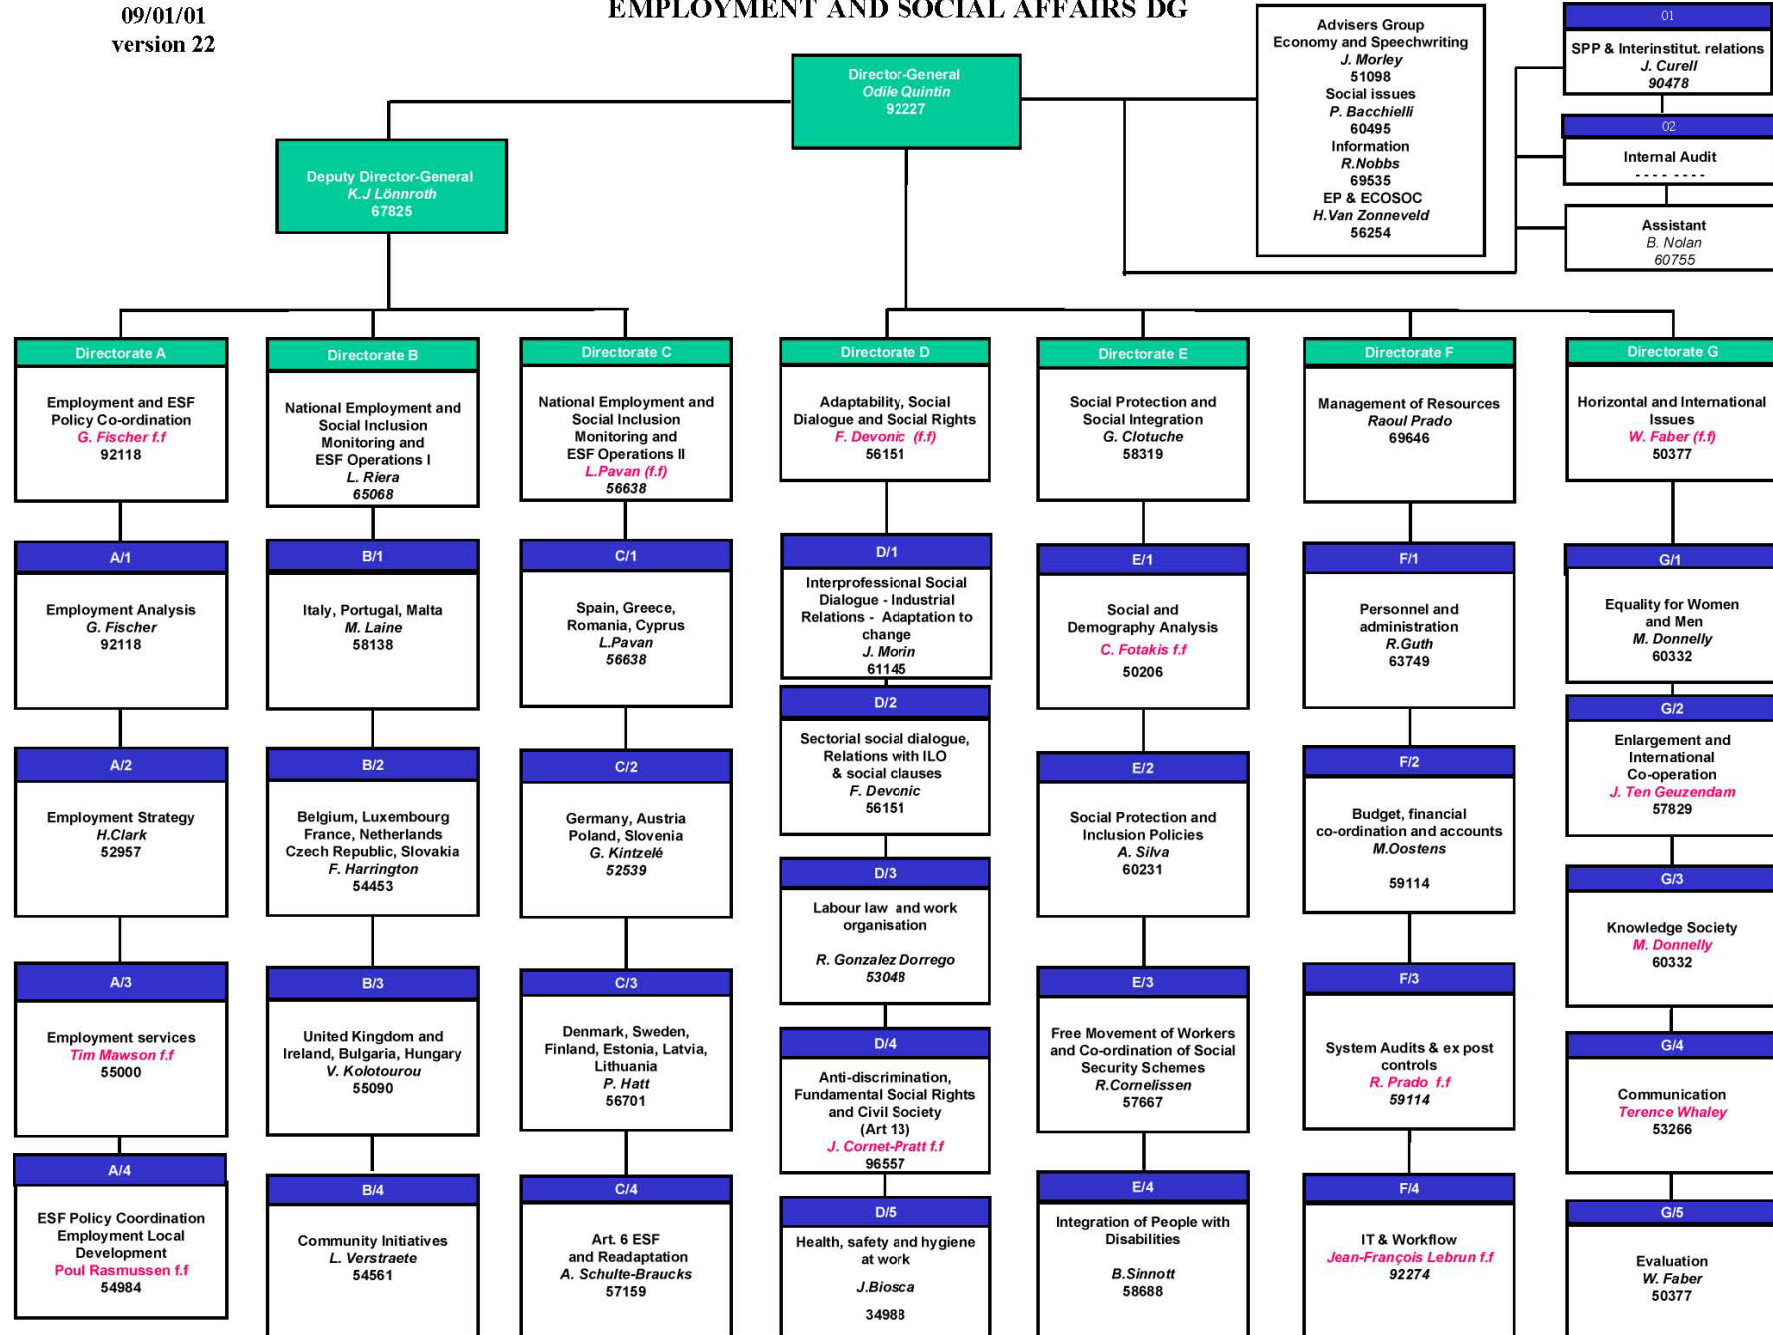 09/01/01
version 22
EMPLOYMENT AND SOCIAL AFFAIRS DG
Director-General
Odile Quintin
92227
Deputy Director-General
K.J Lönnroth
67825
Advisers Group
Economy and Speechwriting
J. Morley
51098
Social issues
P. Bacchielli
60495
Information
R.Nobbs
69535
EP & ECOSOC
H.Van Zonneveld
56254
01
SPP & Interinstitut. relations
J. Curell
90478
02
Internal Audit
- - - - - - - -
Assistant
B. Nolan
60755
Directorate A
Employment and ESF
Policy Co-ordination
G. Fischer f.f
92118
A/1
Employment Analysis
G. Fischer
92118
A/2
Employment Strategy
H.Clark
52957
A/3
Employment services
Tim Mawson f.f
55000
A/4
ESF Policy Coordination
Employment Local
Development
Poul Rasmussen f.f
54984
Directorate B
National Employment and
Social Inclusion
Monitoring and
ESF Operations I
L. Riera
65068
B/1
Italy, Portugal, Malta
M. Laine
58138
B/2
Belgium, Luxembourg
France, Netherlands
Czech Republic, Slovakia
F. Harrington
54453
B/3
United Kingdom and
Ireland, Bulgaria, Hungary
V. Kolotourou
55090
B/4
Community Initiatives
L. Verstraete
54561
Directorate C
National Employment and
Social Inclusion
Monitoring and
ESF Operations II
L.Pavan (f.f)
56638
C/1
Spain, Greece,
Romania, Cyprus
L.Pavan
56638
C/2
Germany, Austria
Poland, Slovenia
G. Kintzelé
52539
C/3
Denmark, Sweden,
Finland, Estonia, Latvia,
Lithuania
P. Hatt
56701
C/4
Art. 6 ESF
and Readaptation
A. Schulte-Braucks
57159
Directorate D
Adaptability, Social
Dialogue and Social Rights
F. Devonic (f.f)
56151
D/1
Interprofessional Social
Dialogue - Industrial
Relations - Adaptation to
change
J. Morin
61145
D/2
Sectorial social dialogue,
Relations with ILO
& social clauses
F. Devonic
56151
D/3
Labour law and work
organisation
R. Gonzalez Dorrego
53048
D/4
Anti-discrimination,
Fundamental Social Rights
and Civil Society
(Art 13)
J. Cornet-Pratt f.f
96557
D/5
Health, safety and hygiene
at work
J.Biosca
34988
Directorate E
Social Protection and
Social Integration
G. Clotuche
58319
E/1
Social and
Demography Analysis
C. Fotakis f.f
50206
E/2
Social Protection and
Inclusion Policies
A. Silva
60231
E/3
Free Movement of Workers
and Co-ordination of Social
Security Schemes
R.Cornelissen
57667
E/4
Integration of People with
Disabilities
B.Sinnott
58688
Directorate F
Management of Resources
Raoul Prado
69646
F/1
Personnel and
administration
R.Guth
63749
F/2
Budget, financial
co-ordination and accounts
M.Oostens
59114
F/3
System Audits & ex post
controls
R. Prado f.f
59114
F/4
IT & Workflow
Jean-François Lebrun f.f
92274
Directorate G
Horizontal and International
Issues
W. Faber (f.f)
50377
G/1
Equality for Women
and Men
M. Donnelly
60332
G/2
Enlargement and
International
Co-operation
J. Ten Geuzendam
57829
G/3
Knowledge Society
M. Donnelly
60332
G/4
Communication
Terence Whaley
53266
G/5
Evaluation
W. Faber
50377